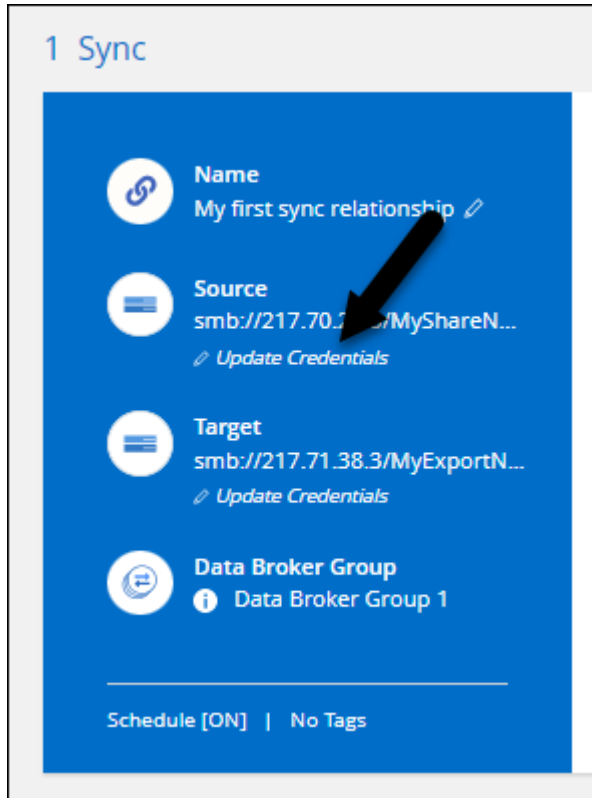 1 Sync
Name
My first sync relationship
Source
smb://217.70.2 3/MyShareN...
Update Credentials
Target
smb://217.71.38.3/MyExportN...
Update Credentials
Data Broker Group
Data Broker Group 1
Schedule [ON] | No Tags